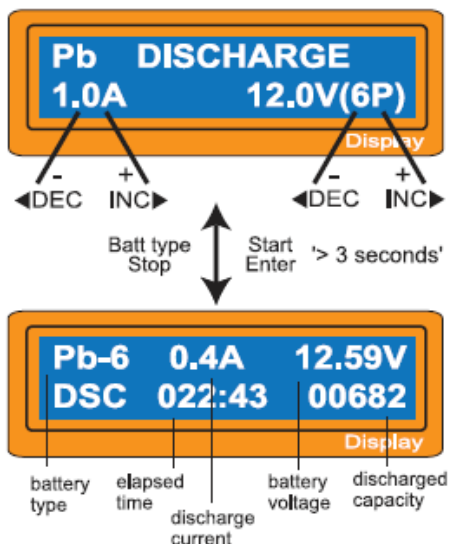 Pb DISCHARGE
1.0A 12.0V(6P)
Display
- + - +
◀DEC INC▶ ◀DEC INC▶
Batt type Start '> 3 seconds'
Stop Enter
Pb-6 0.4A 12.59V
DSC 022:43 00682
Display
battery elapsed battery discharged
type time voltage capacity
discharge
current